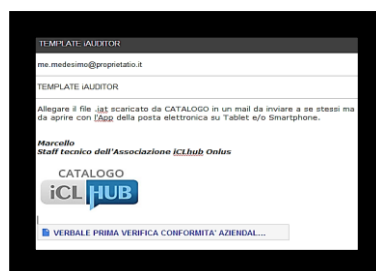 TEMPLATE iAUDITOR
me.medesimo@proprietatio.it
TEMPLATE iAUDITOR
Allegare il file .iat scaricato da CATALOGO in un mail da inviare a se stessi ma
da aprire con l'App della posta elettronica su Tablet e/o Smartphone.
Marcello
Staff tecnico dell'Associazione iCLhub Onlus
CATALOGO
iCL HUB
VERBALE PRIMA VERIFICA CONFORMITA' AZIENDAL...